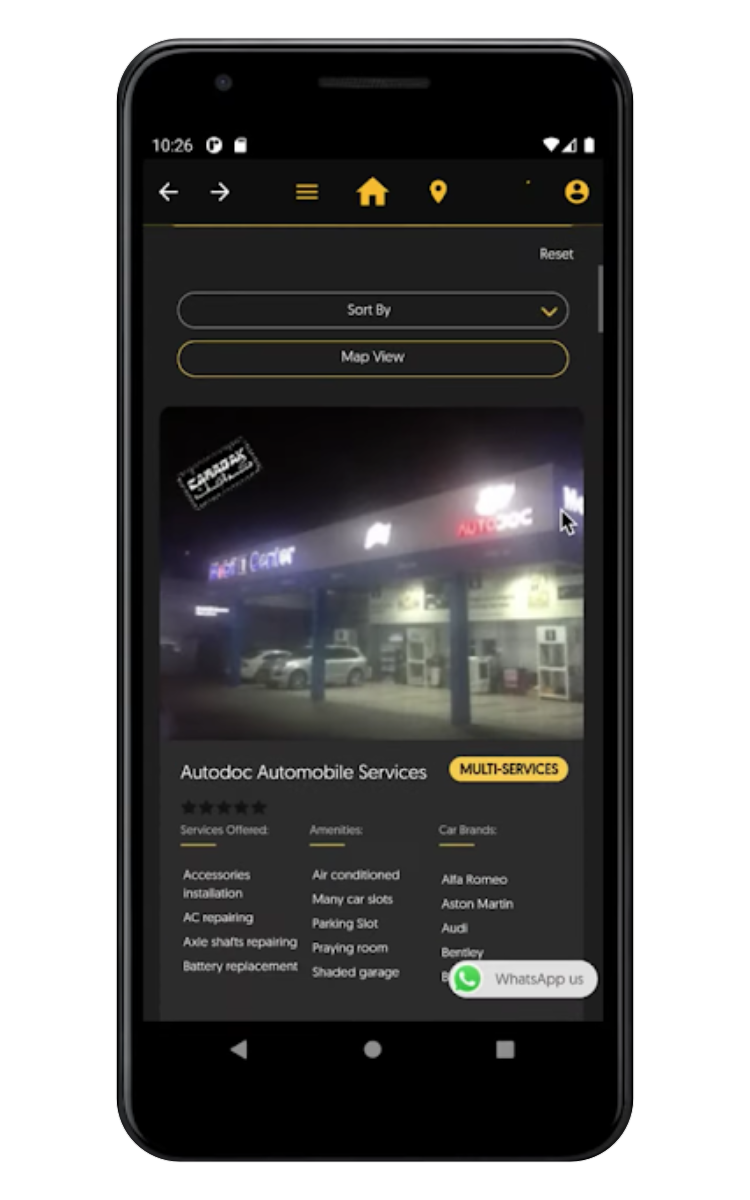 10:26
Reset
Sort By
Map View
CARADAK
AUTODOC
Center
Autodoc Automobile Services
MULTI-SERVICES
Services Offered:
Amenities:
Car Brands:
Accessories
installation
AC repairing
Axle shafts repairing
Battery replacement
Air conditioned
Many car slots
Parking Slot
Praying room
Shaded garage
Alfa Romeo
Aston Martin
Audi
Bentley
WhatsApp us